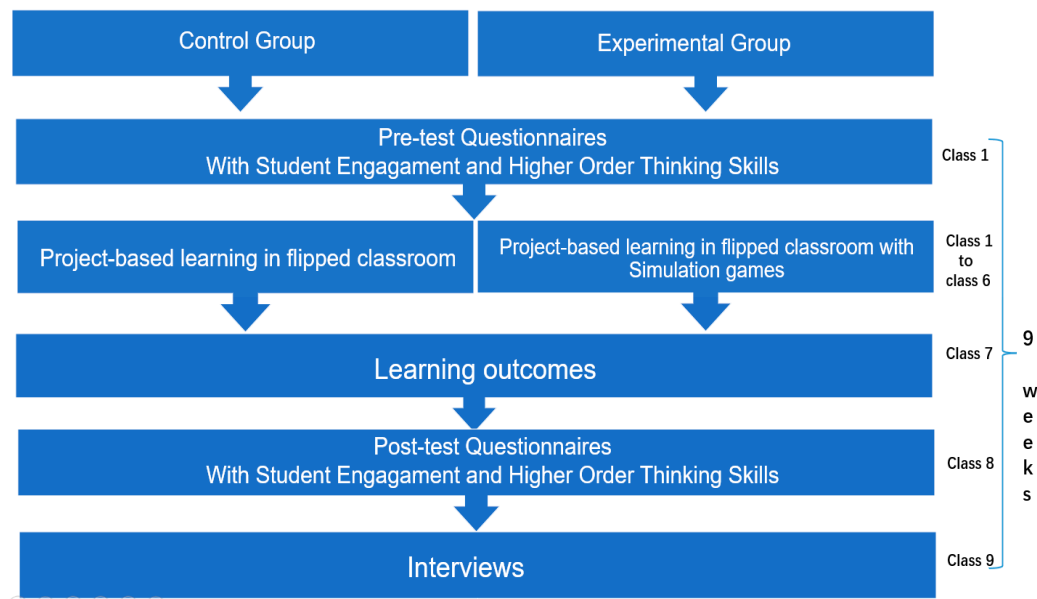 Control Group
Experimental Group
Pre-test Questionnaires
With Student Engagament and Higher Order Thinking Skills
Class 1
Project-based learning in flipped classroom
Project-based learning in flipped classroom with
Simulation games
Class 1
to
class 6
Learning outcomes
Class 7
9
weeks
Post-test Questionnaires
With Student Engagament and Higher Order Thinking Skills
Class 8
Interviews
Class 9